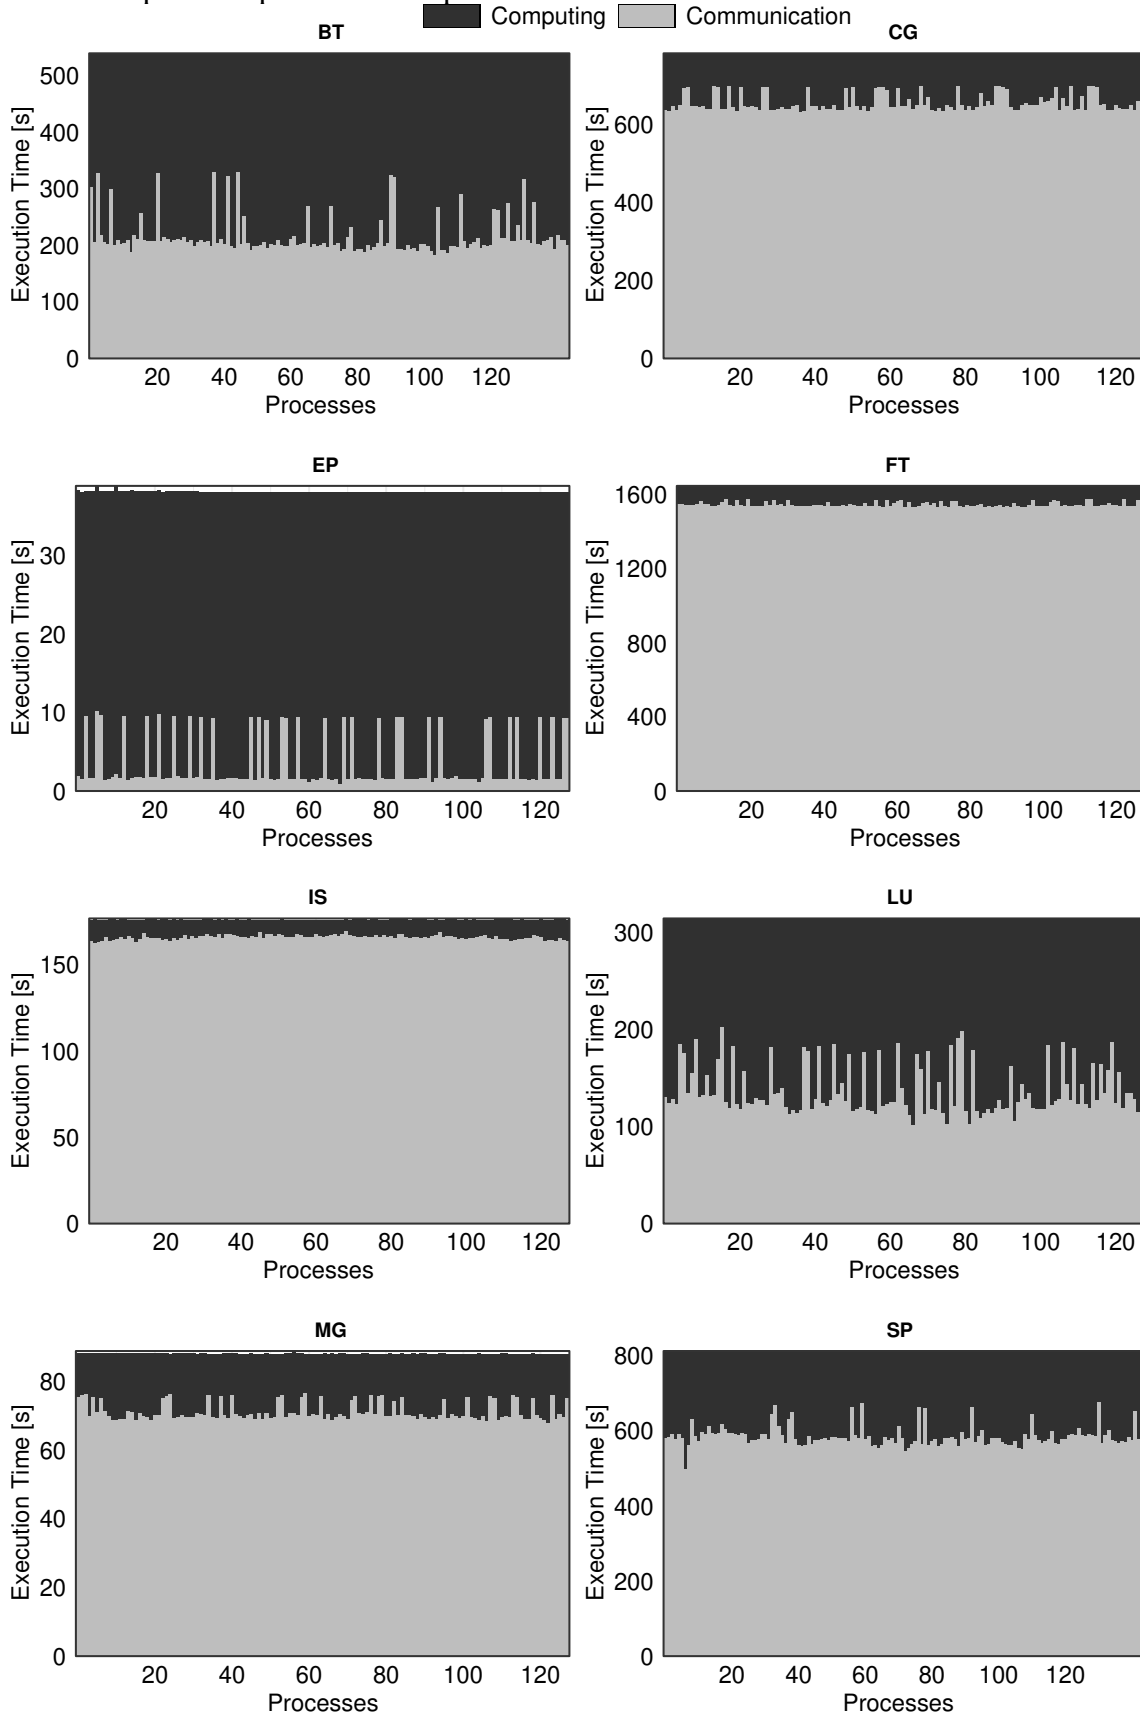 Computing Communication
BT
Execution Time [s]
500
400
300
200
100
0
20 40 60 80 100 120
Processes
CG
Execution Time [s]
600
400
200
0
20 40 60 80 100 120
Processes
EP
Execution Time [s]
30
20
10
0
20 40 60 80 100 120
Processes
FT
Execution Time [s]
1600
1200
800
400
0
20 40 60 80 100 120
Processes
IS
Execution Time [s]
150
100
50
0
20 40 60 80 100 120
Processes
LU
Execution Time [s]
300
200
100
0
20 40 60 80 100 120
Processes
MG
Execution Time [s]
80
60
40
20
0
20 40 60 80 100 120
Processes
SP
Execution Time [s]
800
600
400
200
0
20 40 60 80 100 120
Processes